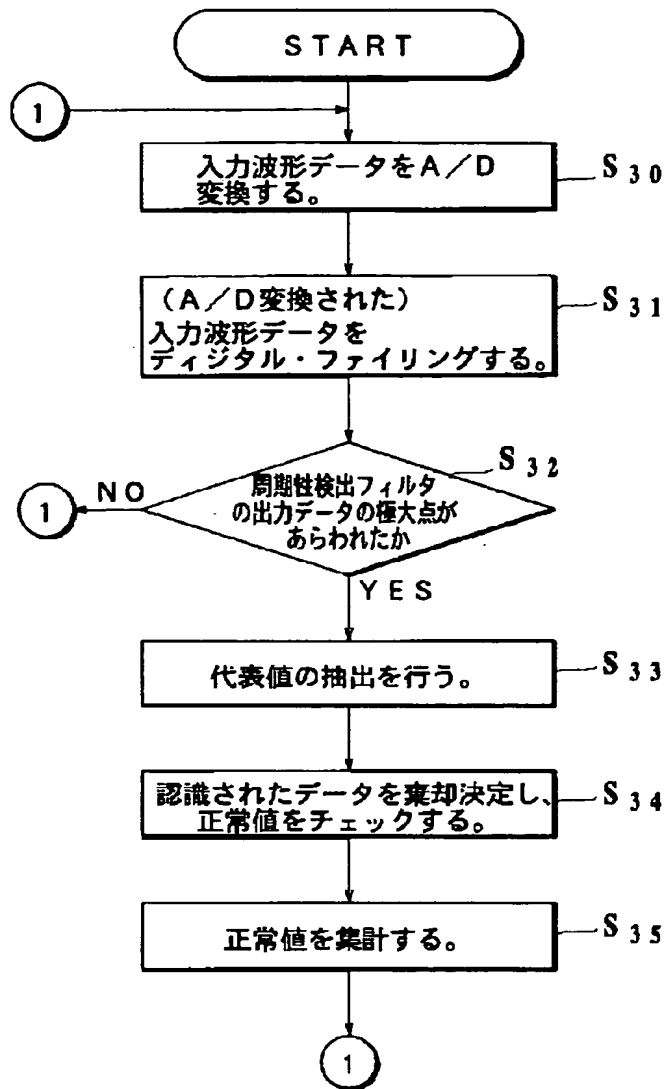 START
1
入力波形データをA/D
変換する。
S30
(A/D変換された)
入力波形データを
ディジタル・ファイリングする。
S31
S32
周期性検出フィルタ
の出力データの極大点が
あらわれたか
NO
1
YES
代表値の抽出を行う。
S33
認識されたデータを棄却決定し、
正常値をチェックする。
S34
正常値を集計する。
S35
1